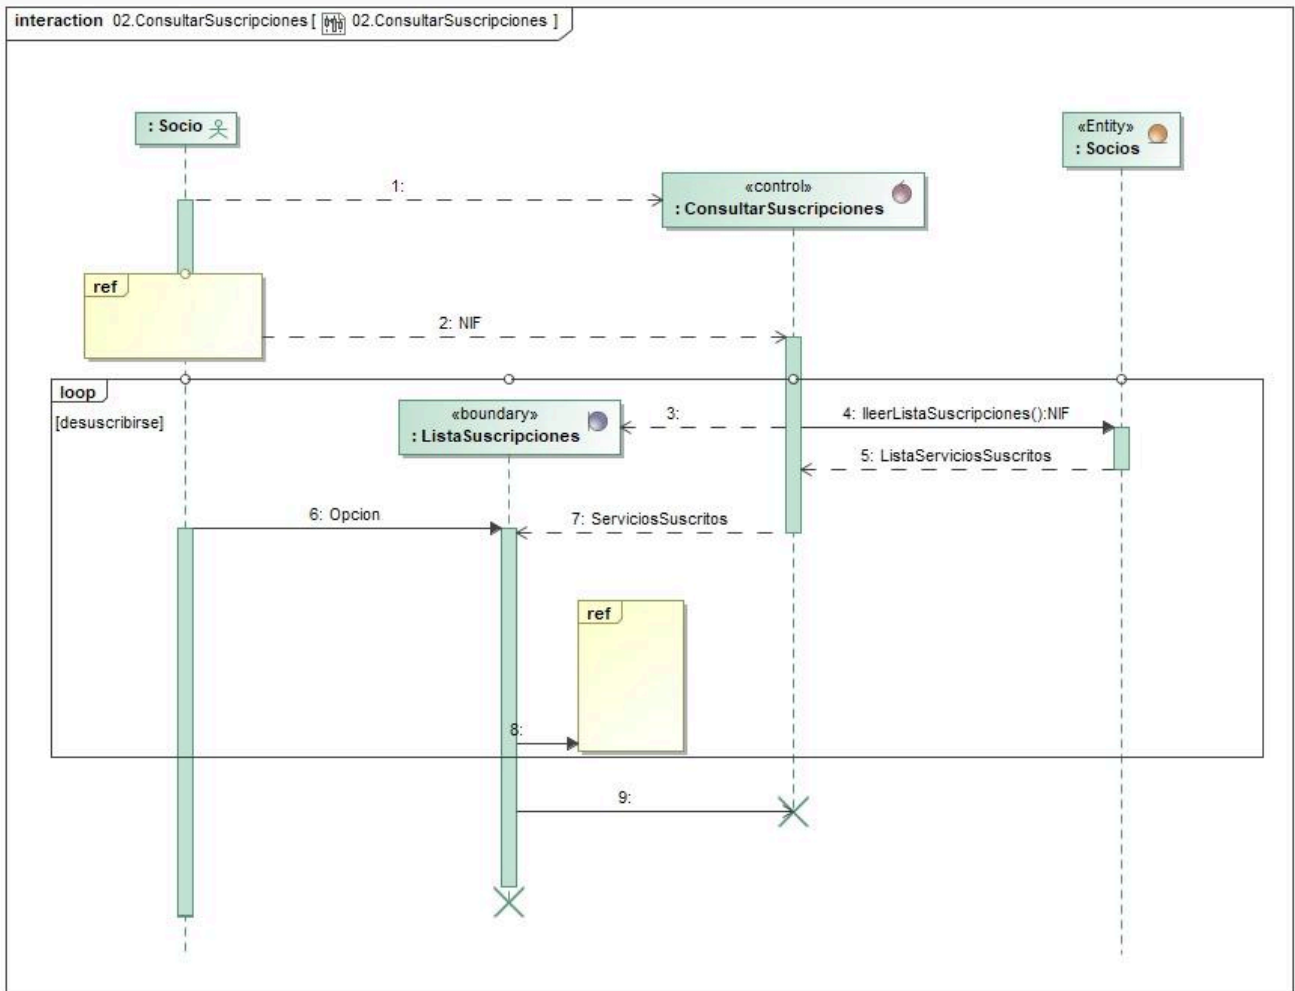 interaction 02.ConsultarSuscripciones [ 02.ConsultarSuscripciones ]
: Socio
«Entity»
: Socios
1:
«control»
: ConsultarSuscripciones
ref
2: NIF
loop
[desuscribirse]
«boundary»
: ListaSuscripciones
3:
4: lleerListaSuscripciones():NIF
5: ListaServiciosSuscritos
6: Opcion
7: ServiciosSuscritos
ref
8:
9: